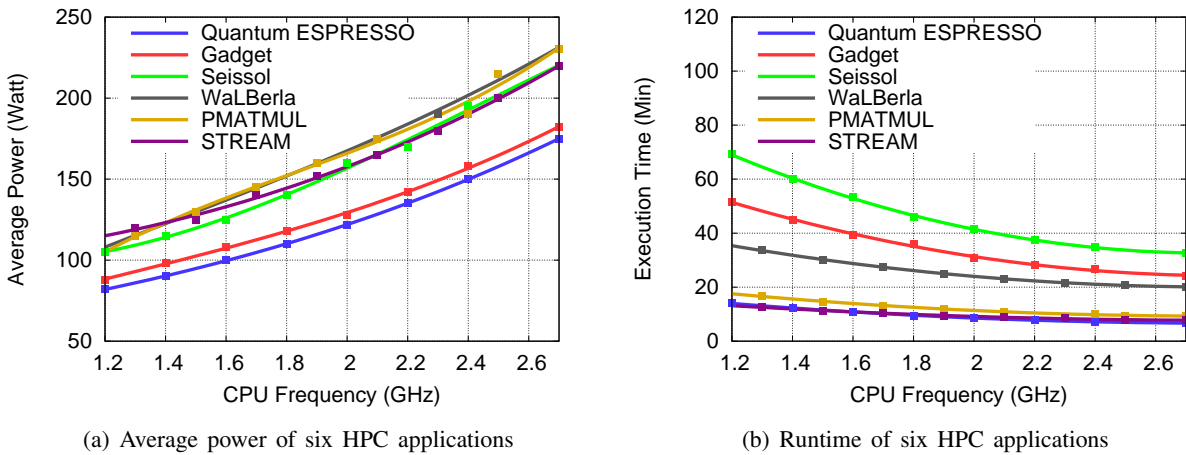 250
200
150
100
50
Average Power (Watt)
Quantum ESPRESSO
Gadget
Seissol
WaLBerla
PMATMUL
STREAM
1.2 1.4 1.6 1.8 2 2.2 2.4 2.6
CPU Frequency (GHz)
(a) Average power of six HPC applications
120
100
80
60
40
20
0
Execution Time (Min)
Quantum ESPRESSO
Gadget
Seissol
WaLBerla
PMATMUL
STREAM
1.2 1.4 1.6 1.8 2 2.2 2.4 2.6
CPU Frequency (GHz)
(b) Runtime of six HPC applications